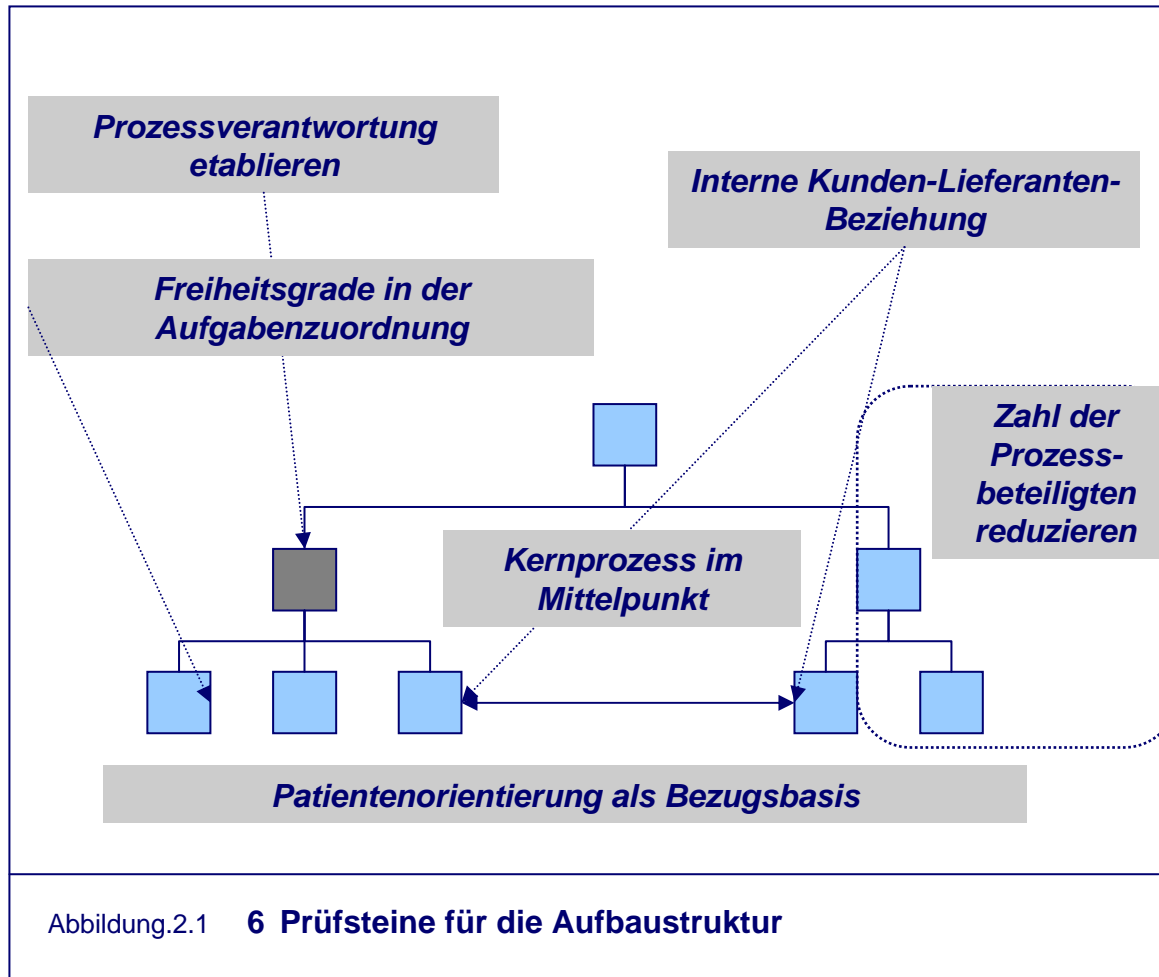 Prozessverantwortung
etablieren
Interne Kunden-Lieferanten-
Beziehung
Freiheitsgrade in der
Aufgabenzuordnung
Zahl der
Prozess-
beteiligten
reduzieren
Kernprozess im
Mittelpunkt
Patientenorientierung als Bezugsbasis
Abbildung.2.1 6 Prüfsteine für die Aufbaustruktur